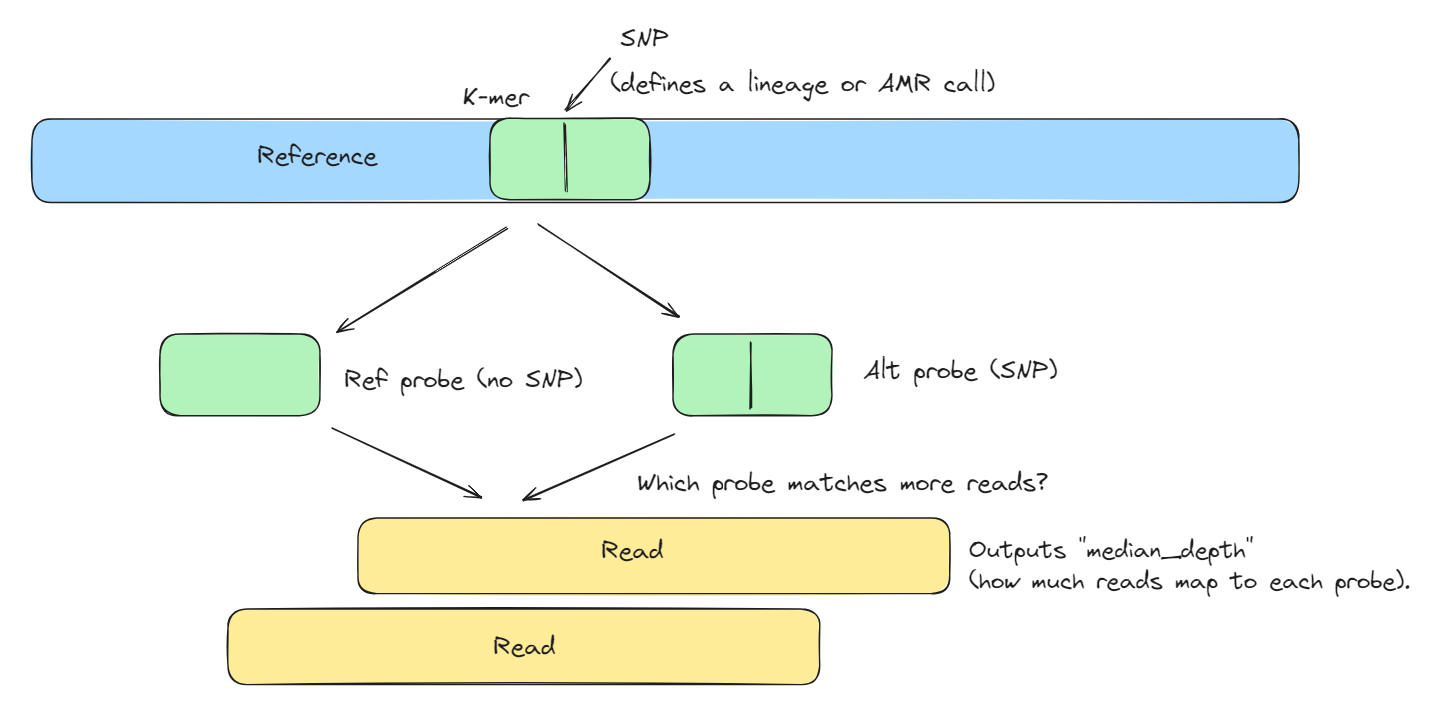 SNP
(defines a lineage or AMR call)
K-mer
Reference
Ref probe (no SNP)
Alt probe (SNP)
Which probe matches more reads?
Read
Outputs "median_depth"
(how much reads map to each probe).
Read